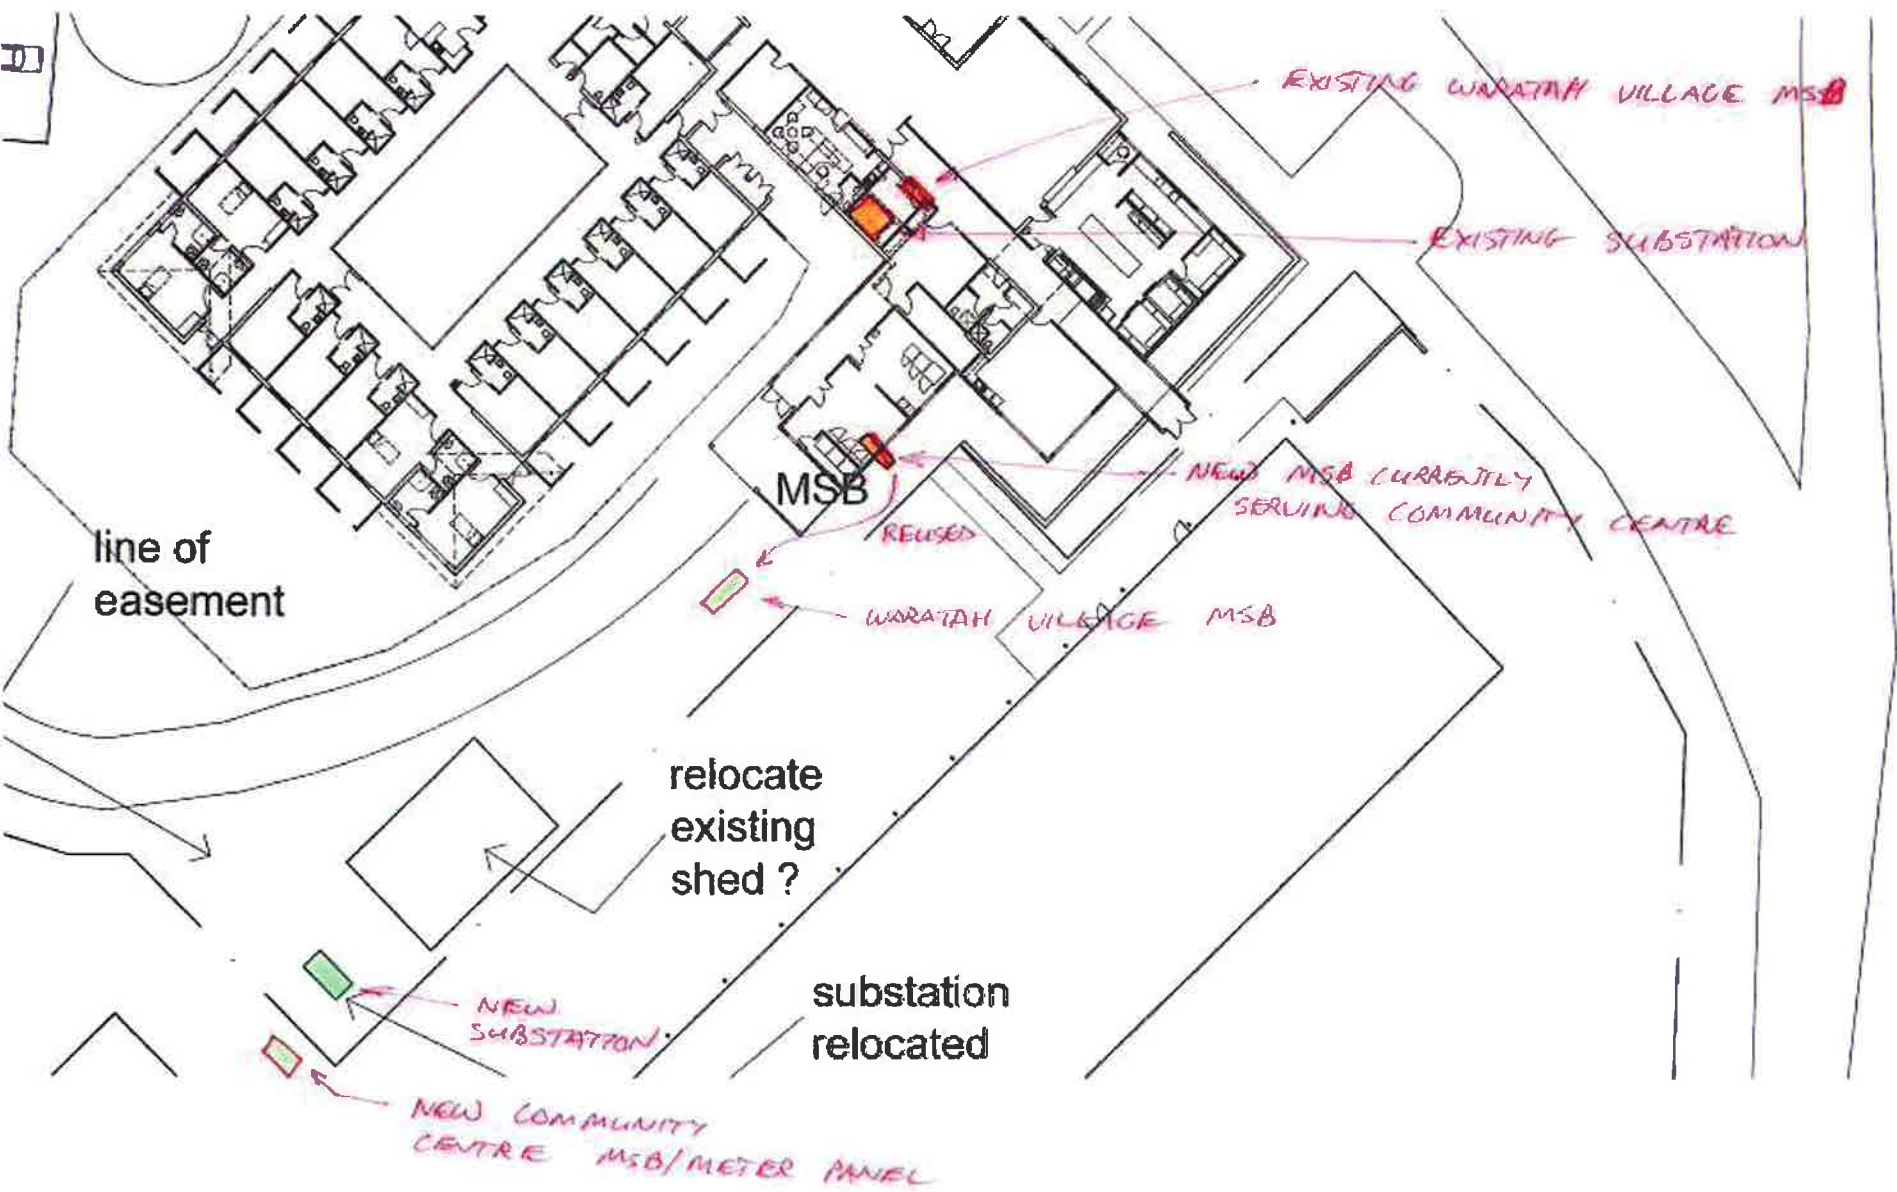 EXISTING WARATAH VILLAGE MSB
EXISTING SUBSTATION
MSB
NEW MSB CURRENTLY
SERVING COMMUNITY CENTRE
REUSED
line of
easement
WARATAH VILLAGE MSB
relocate
existing
shed ?
NEW
SUBSTATION
substation
relocated
NEW COMMUNITY
CENTRE MSB/METER PANEL